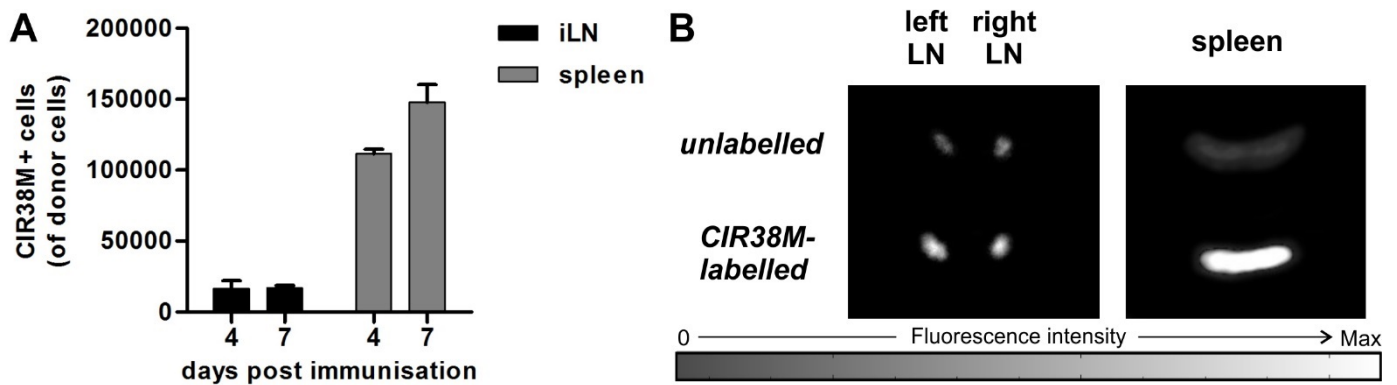 A
200000
150000
100000
50000
0
CIR38M+ cells
(of donor cells)
4 7 4 7
days post immunisation
iLN
spleen
B
left LN
right LN
spleen
unlabelled
CIR38M-
labelled
0 Fluorescence intensity Max